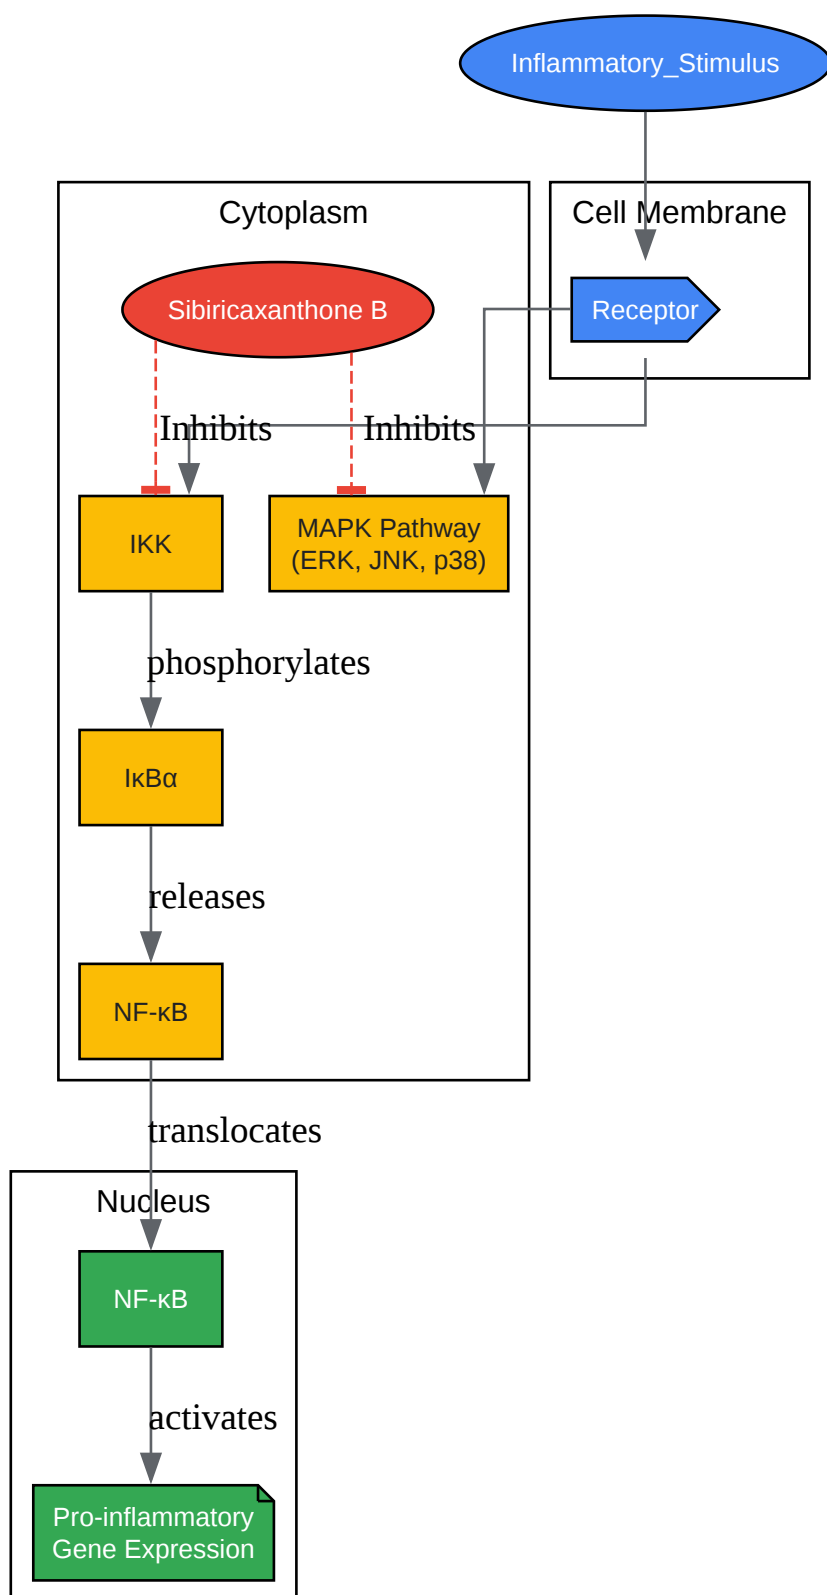 Inflammatory_Stimulus
Cytoplasm
Cell Membrane
Sibiricaxanthone B
Receptor
Inhibits
Inhibits
IKK
MAPK Pathway
(ERK, JNK, p38)
phosphorylates
IκBα
releases
NF-κB
translocates
Nucleus
NF-κB
activates
Pro-inflammatory
Gene Expression